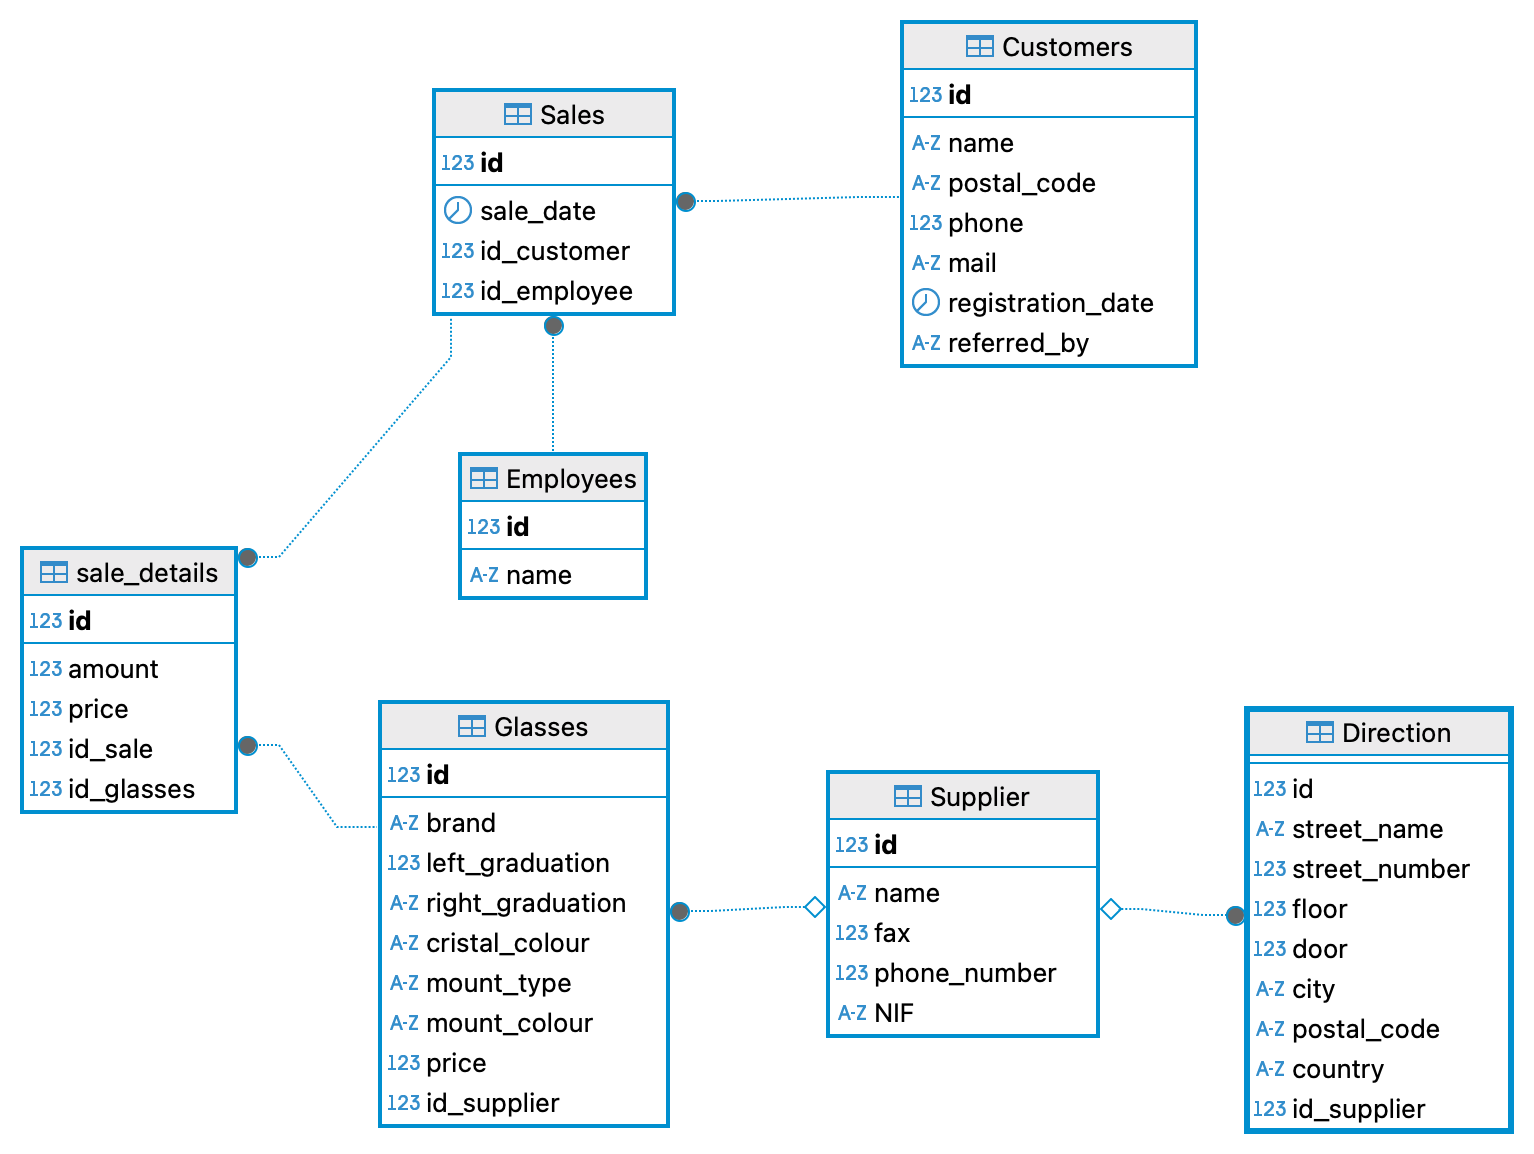 Customers
123 id
A-Z name
A-Z postal_code
123 phone
A-Z mail
registration_date
A-Z referred_by
Sales
123 id
sale_date
123 id_customer
123 id_employee
Employees
123 id
A-Z name
sale_details
123 id
123 amount
123 price
123 id_sale
123 id_glasses
Glasses
123 id
A-Z brand
123 left_graduation
A-Z right_graduation
A-Z cristal_colour
A-Z mount_type
A-Z mount_colour
123 price
123 id_supplier
Supplier
123 id
A-Z name
123 fax
123 phone_number
A-Z NIF
Direction
123 id
A-Z street_name
123 street_number
123 floor
123 door
A-Z city
A-Z postal_code
A-Z country
123 id_supplier